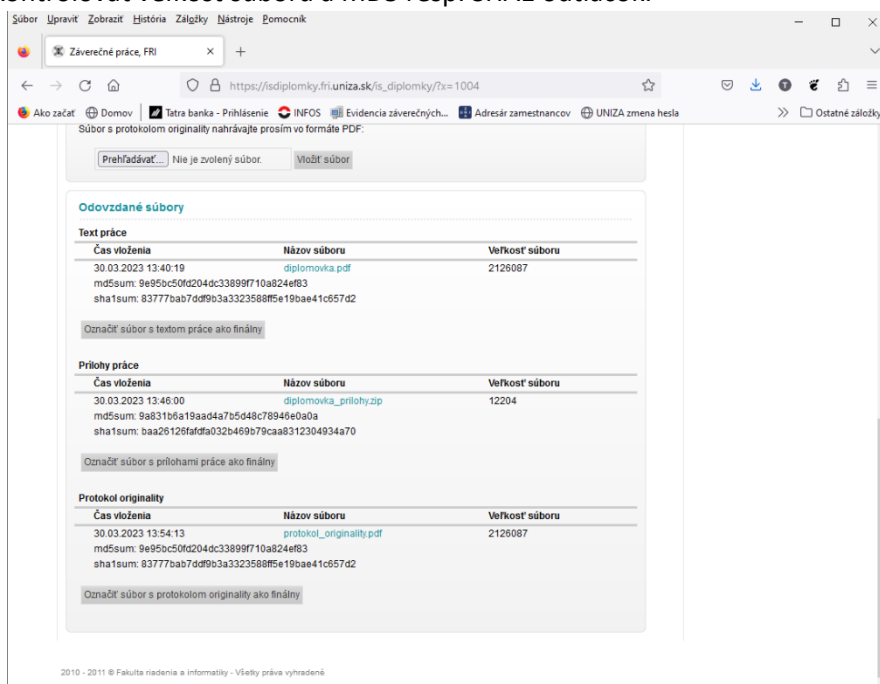 Súbor Upraviť Zobraziť História Záložky Nástroje Pomocník
Záverečné práce, FRI
https://isdiplomky.fri.uniza.sk/is_diplomky/?x=1004
Ako začať Domov Tatra banka - Prihlásenie INFOS Evidencia záverečných... Adresár zamestnancov UNIZA zmena hesla Ostatné záložky
Súbor s protokolom originality nahrávajte prosím vo formáte PDF:
Prehľadávať... Nie je zvolený súbor. Vložiť súbor
Odovzdané súbory
Text práce
Čas vloženia Názov súboru Veľkosť súboru
30.03.2023 13:40:19 diplomovka.pdf 2126087
md5sum: 9e95bc50fd204dc33899f710a824ef83
sha1sum: 83777bab7ddf9b3a3323588ff5e19bae41c657d2
Označiť súbor s textom práce ako finálny
Prílohy práce
Čas vloženia Názov súboru Veľkosť súboru
30.03.2023 13:46:00 diplomovka_prilohy.zip 12204
md5sum: 9a831b6a19aad4a7b5d48c78946e0a0a
sha1sum: baa26126fafdfa032b469b79caa8312304934a70
Označiť súbor s prílohami práce ako finálny
Protokol originality
Čas vloženia Názov súboru Veľkosť súboru
30.03.2023 13:54:13 protokol_originality.pdf 2126087
md5sum: 9e95bc50fd204dc33899f710a824ef83
sha1sum: 83777bab7ddf9b3a3323588ff5e19bae41c657d2
Označiť súbor s protokolom originality ako finálny
2010 - 2011 © Fakulta riadenia a informatiky - Všetky práva vyhradené